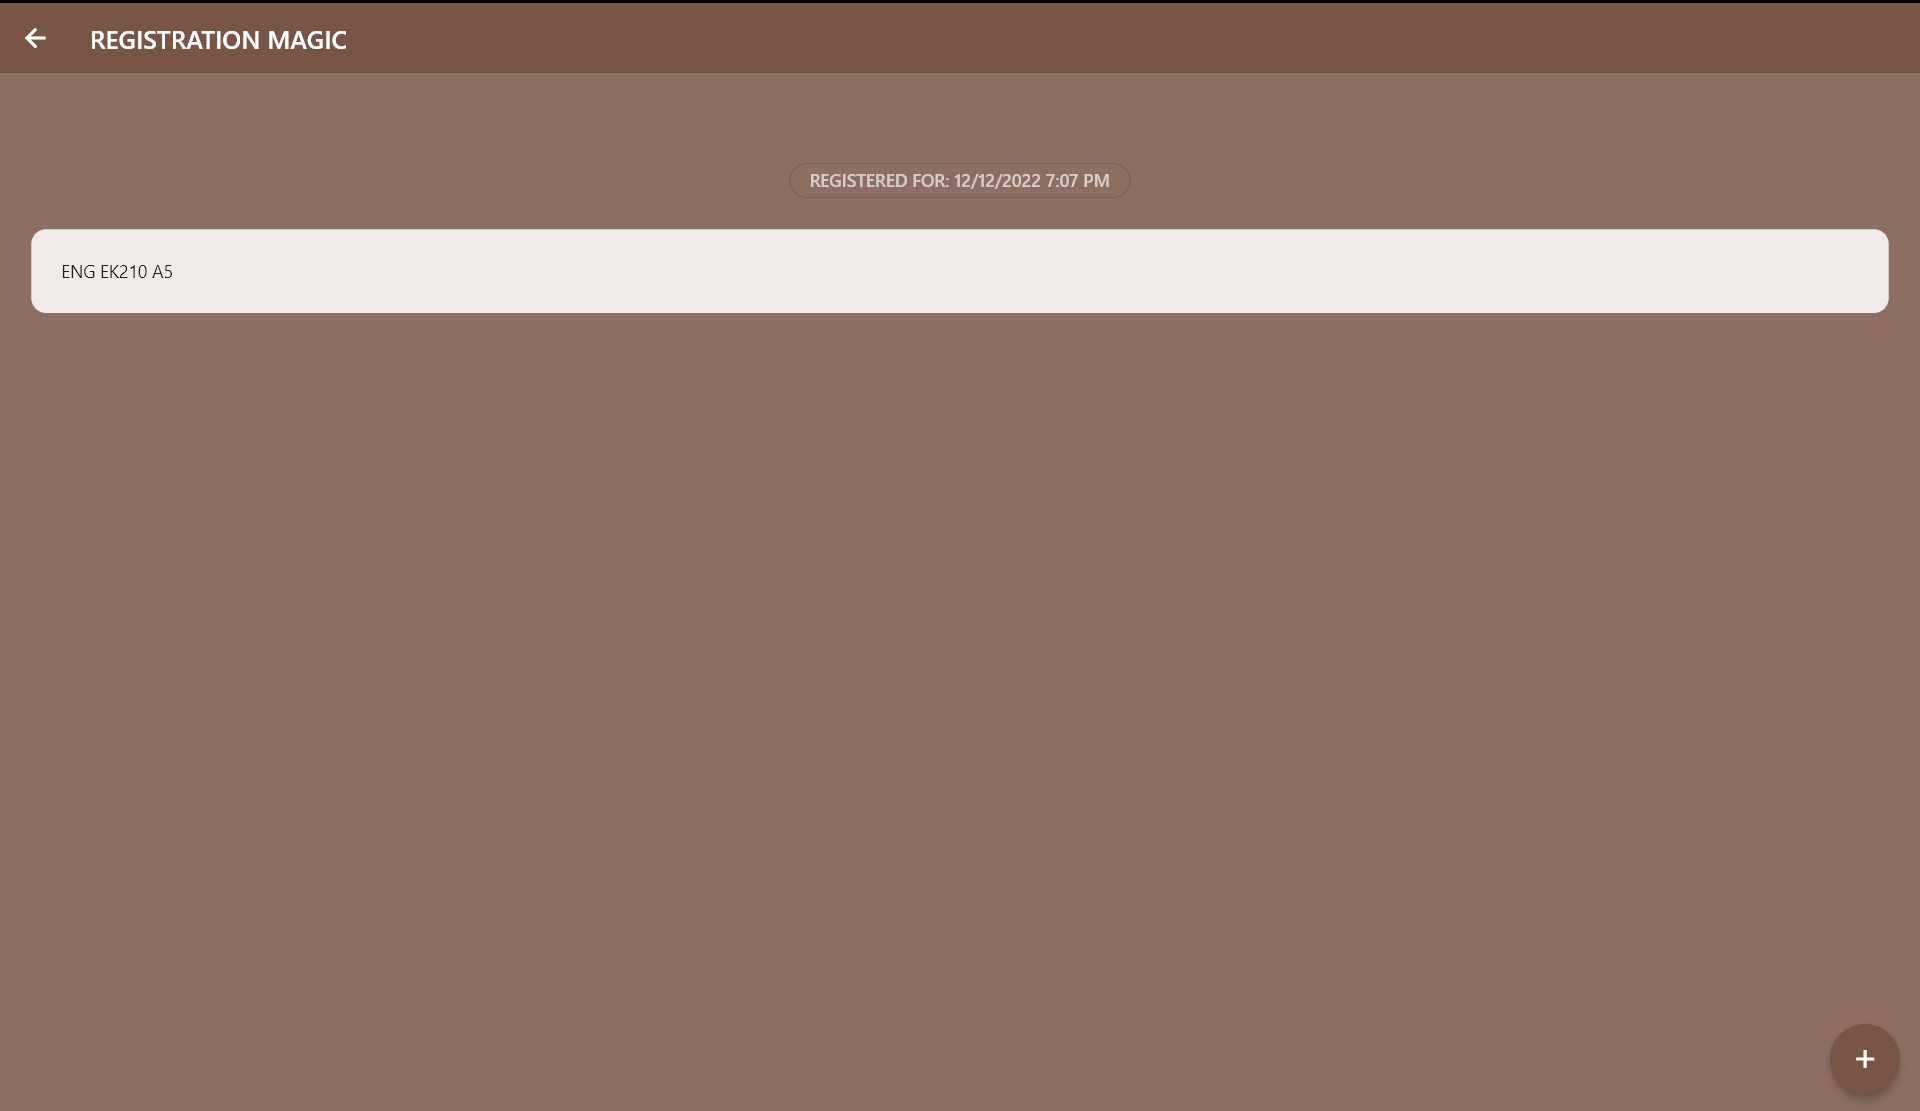 REGISTRATION MAGIC
REGISTERED FOR: 12/12/2022 7:07 PM
ENG EK210 A5